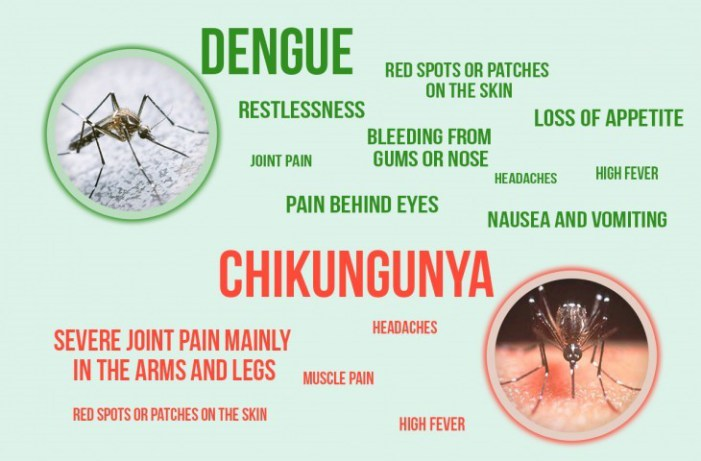 DENGUE
RED SPOTS OR PATCHES
ON THE SKIN
RESTLESSNESS
LOSS OF APPETITE
BLEEDING FROM
GUMS OR NOSE
JOINT PAIN
HEADACHES
HIGH FEVER
PAIN BEHIND EYES
NAUSEA AND VOMITING
CHIKUNGUNYA
HEADACHES
SEVERE JOINT PAIN MAINLY
IN THE ARMS AND LEGS
MUSCLE PAIN
RED SPOTS OR PATCHES ON THE SKIN
HIGH FEVER